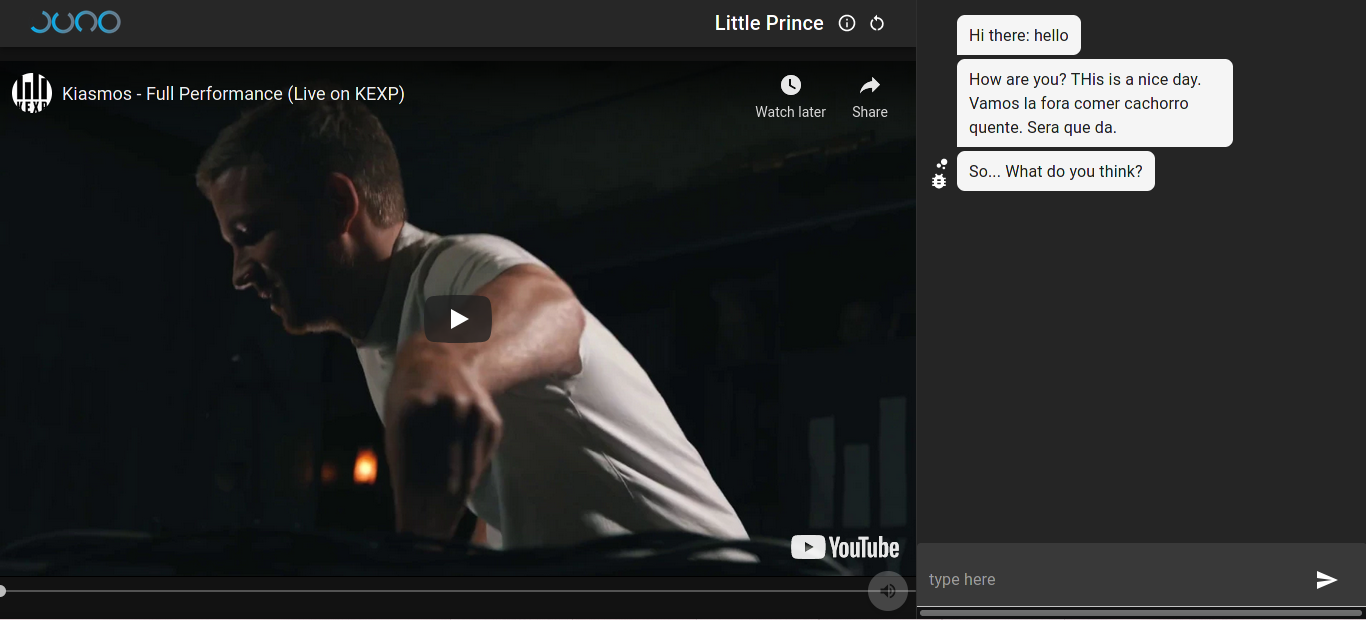 JUNO
Little Prince
KEXP
Kiasmos - Full Performance (Live on KEXP)
Watch later
Share
YouTube
Hi there: hello
How are you? THis is a nice day.
Vamos la fora comer cachorro
quente. Sera que da.
So... What do you think?
type here